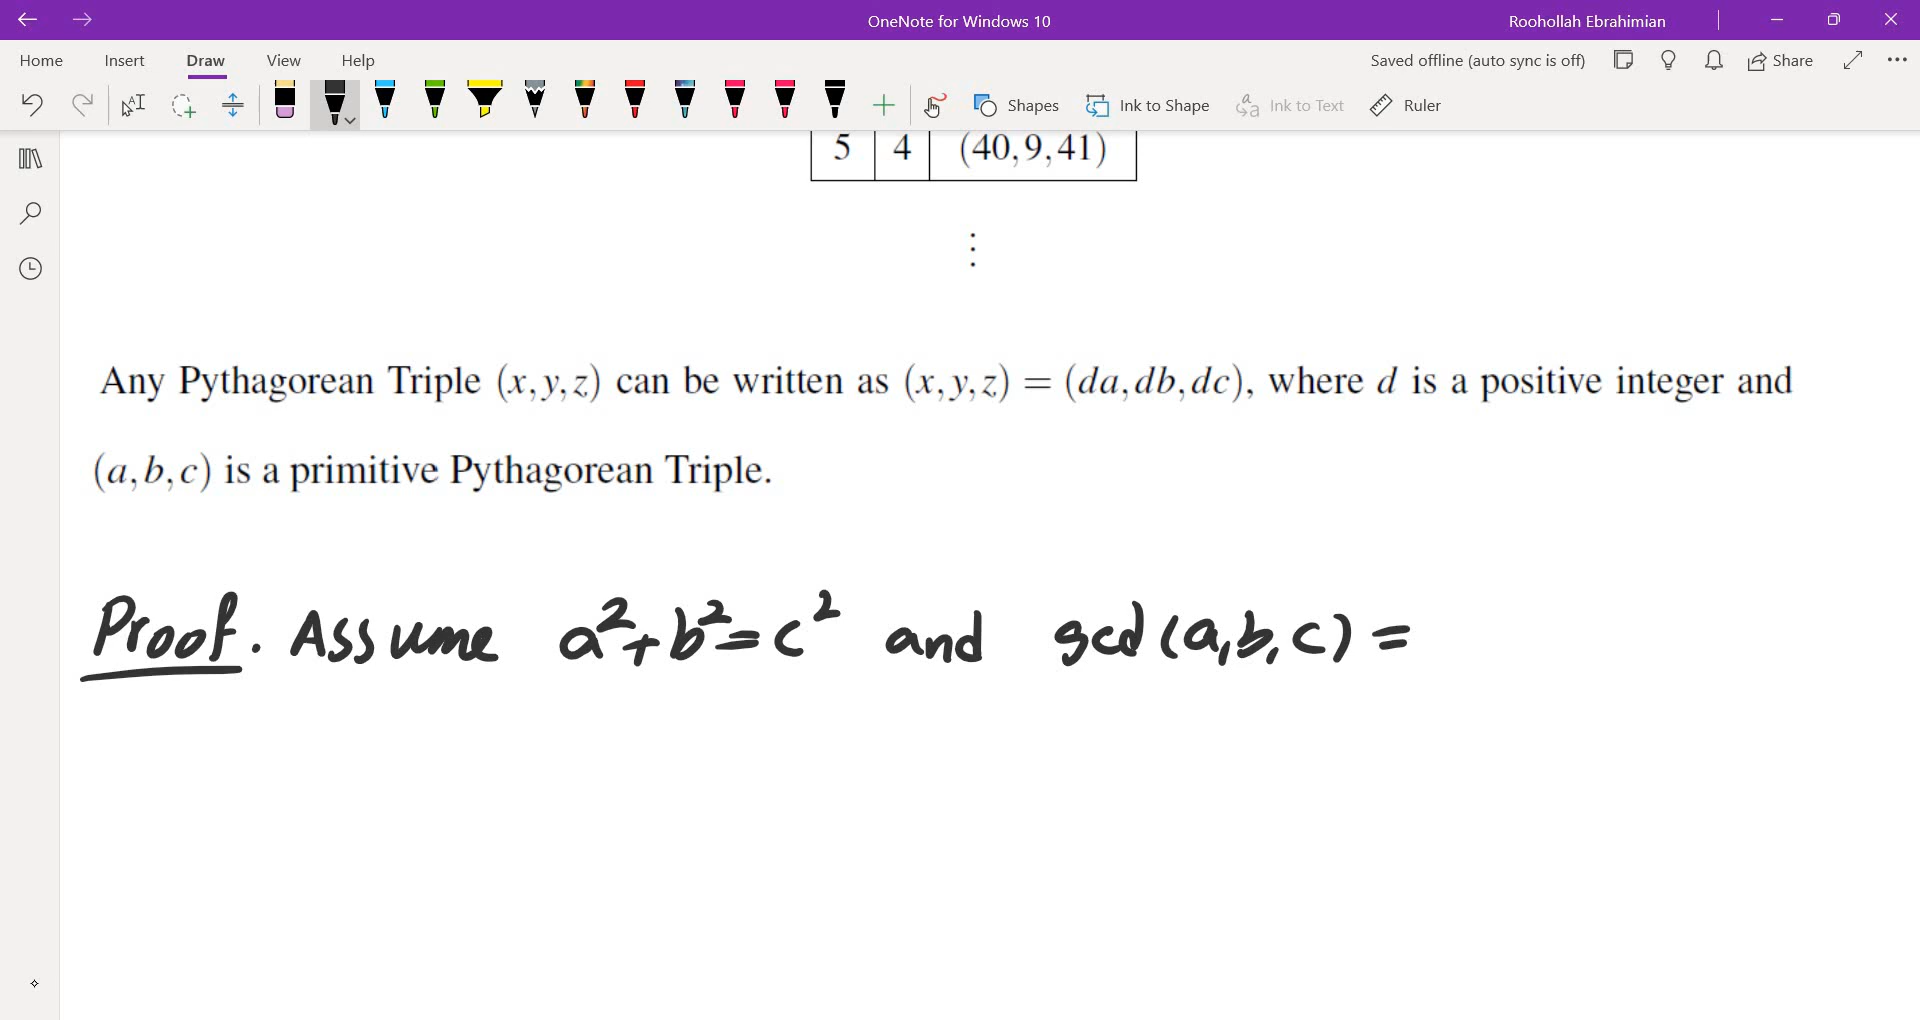 OneNote for Windows 10
Roohollah Ebrahimian
Home Insert Draw View Help
Saved offline (auto sync is off) Share
Shapes Ink to Shape Ink to Text Ruler
5 4 (40,9,41)
⋮
Any Pythagorean Triple (x,y,z) can be written as (x,y,z) = (da,db,dc), where d is a positive integer and
(a,b,c) is a primitive Pythagorean Triple.
Proof. Assume a²+b²=c² and gcd(a,b,c) =